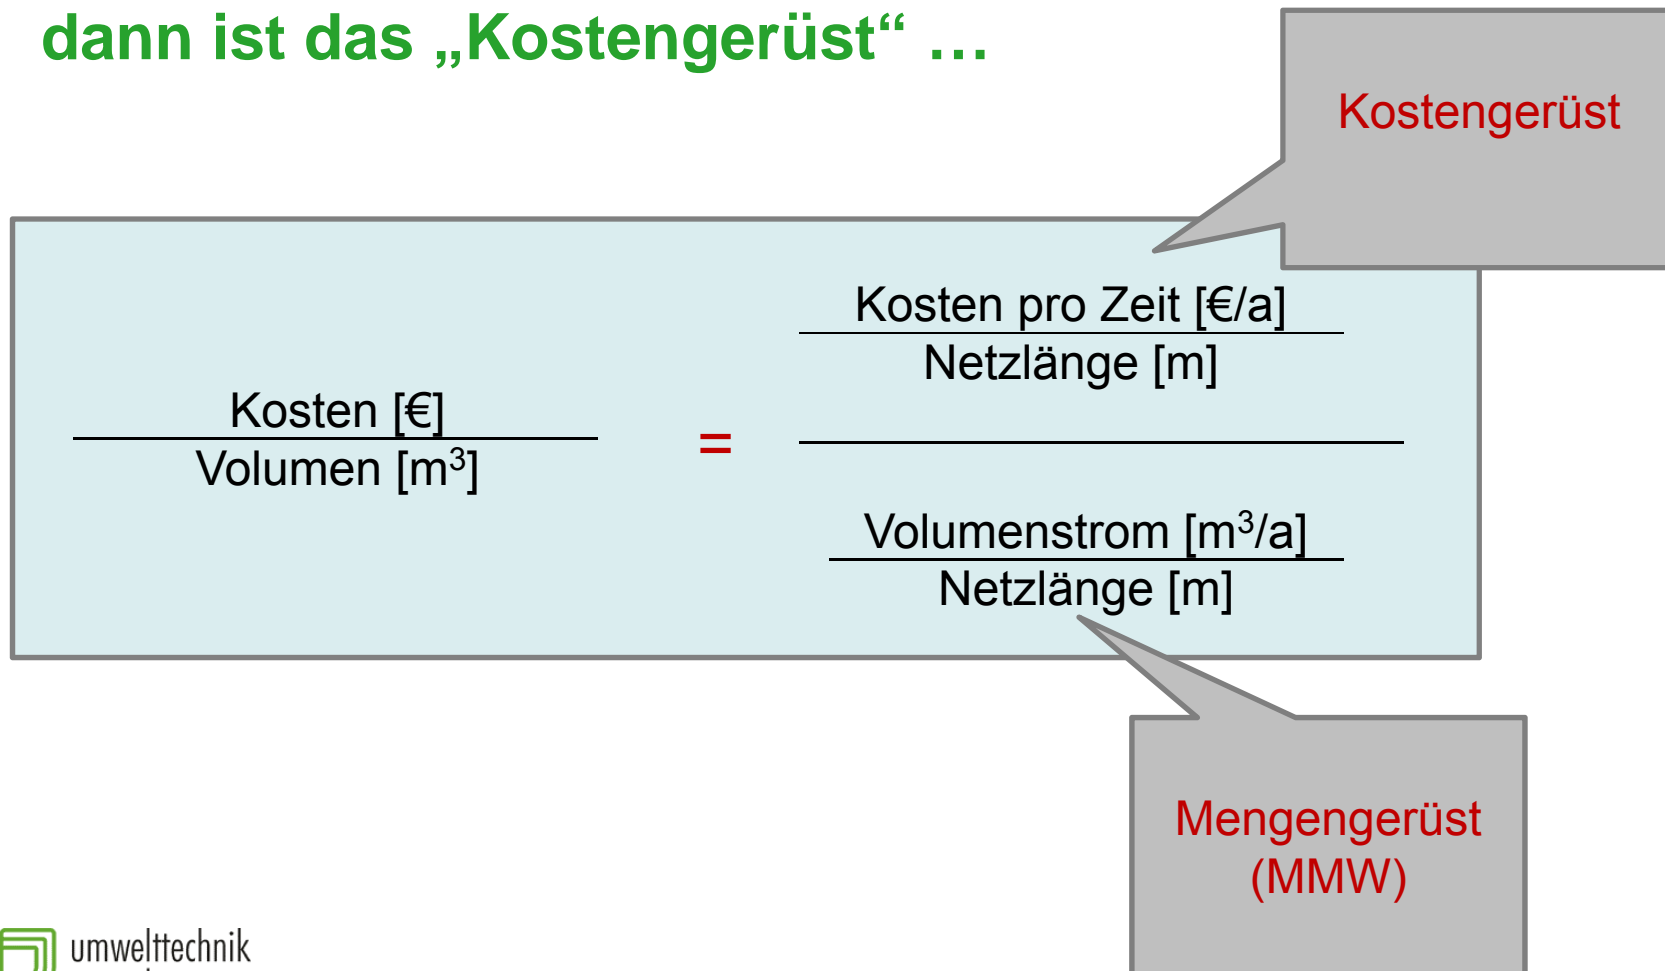 dann ist das „Kostengerüst“ …
Kostengerüst
Kosten pro Zeit [€/a]
Netzlänge [m]
Kosten [€]
=
Volumen [m³]
Volumenstrom [m³/a]
Netzlänge [m]
Mengengerüst
(MMW)
umwelttechnik